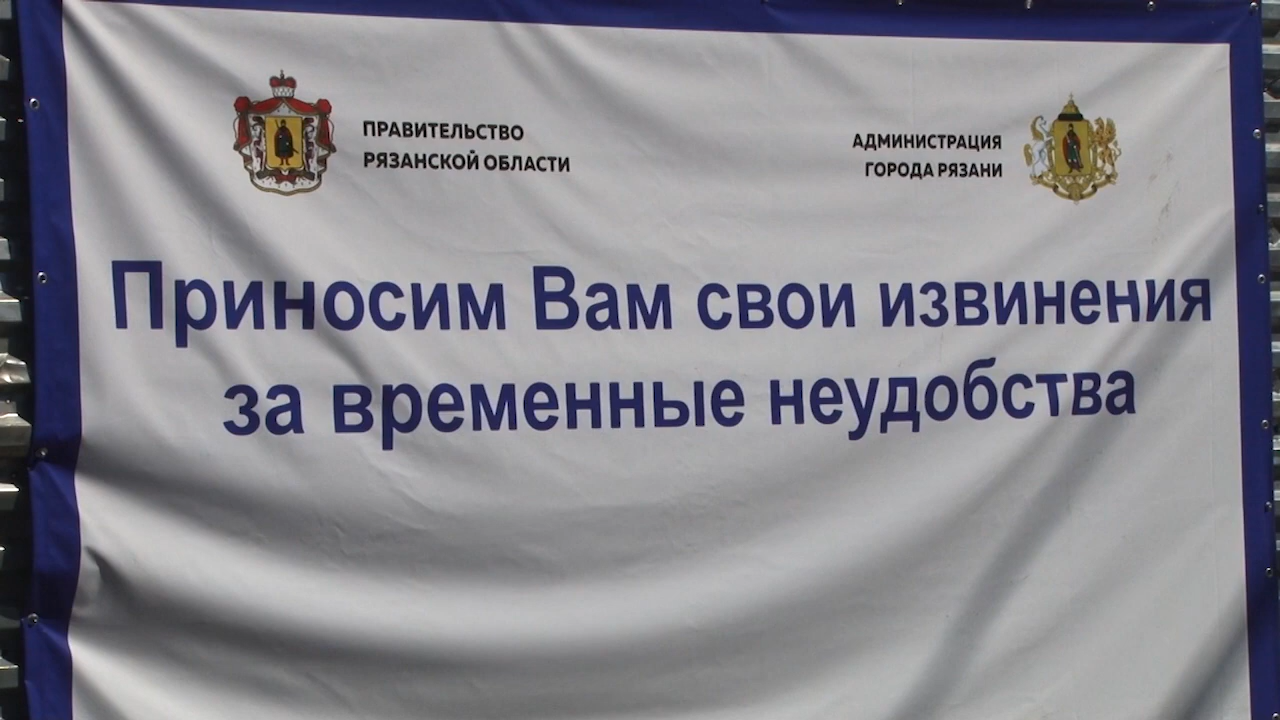 ПРАВИТЕЛЬСТВО
РЯЗАНСКОЙ ОБЛАСТИ
АДМИНИСТРАЦИЯ
ГОРОДА РЯЗАНИ
Приносим Вам свои извинения
за временные неудобства